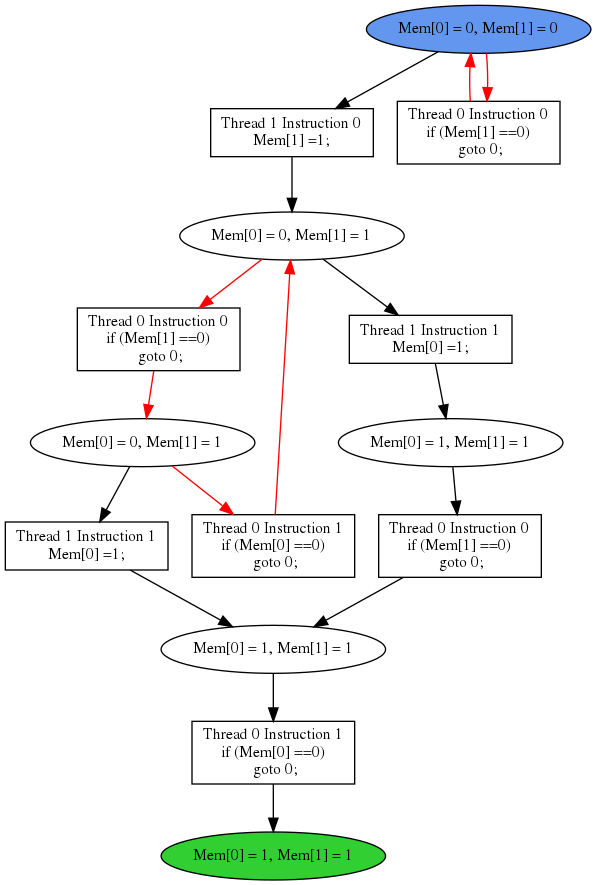 Mem[0] = 0, Mem[1] = 0
Thread 1 Instruction 0
Mem[1] =1;
Thread 0 Instruction 0
if (Mem[1] ==0)
goto 0;
Mem[0] = 0, Mem[1] = 1
Thread 0 Instruction 0
if (Mem[1] ==0)
goto 0;
Thread 1 Instruction 1
Mem[0] =1;
Mem[0] = 0, Mem[1] = 1
Mem[0] = 1, Mem[1] = 1
Thread 1 Instruction 1
Mem[0] =1;
Thread 0 Instruction 1
if (Mem[0] ==0)
goto 0;
Thread 0 Instruction 0
if (Mem[1] ==0)
goto 0;
Mem[0] = 1, Mem[1] = 1
Thread 0 Instruction 1
if (Mem[0] ==0)
goto 0;
Mem[0] = 1, Mem[1] = 1